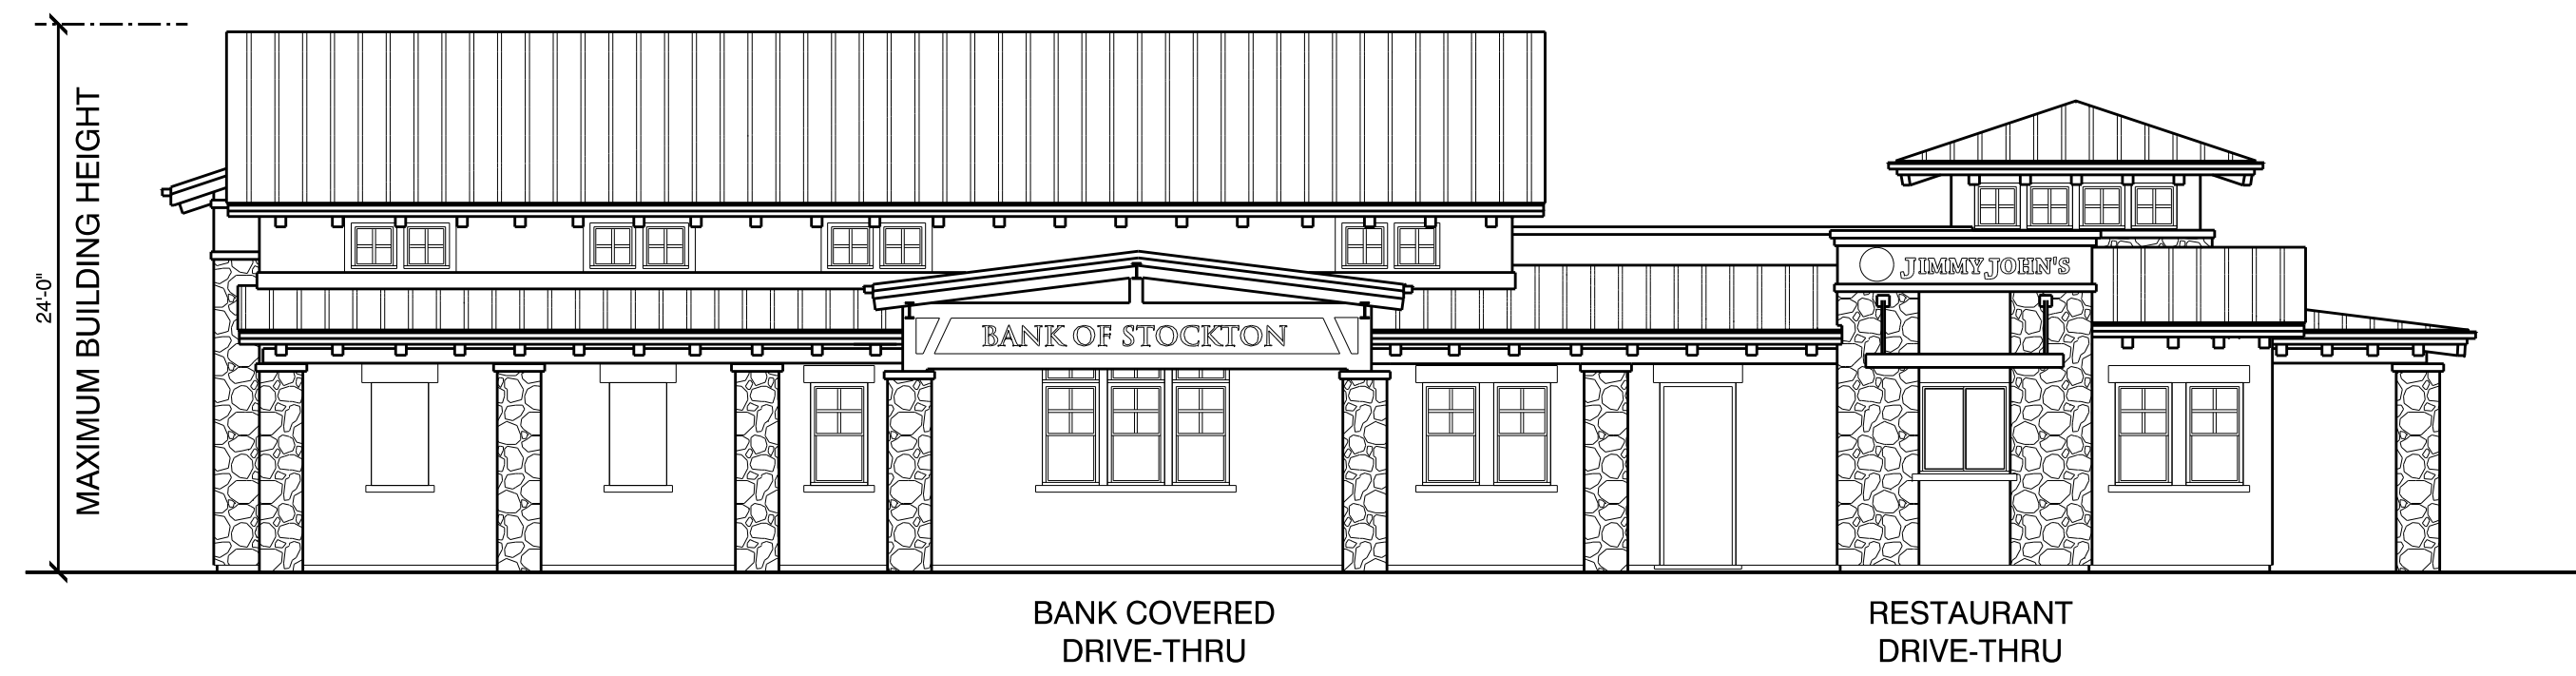 24'-0"
MAXIMUM BUILDING HEIGHT
JIMMY JOHN'S
BANK OF STOCKTON
BANK COVERED
DRIVE-THRU
RESTAURANT
DRIVE-THRU